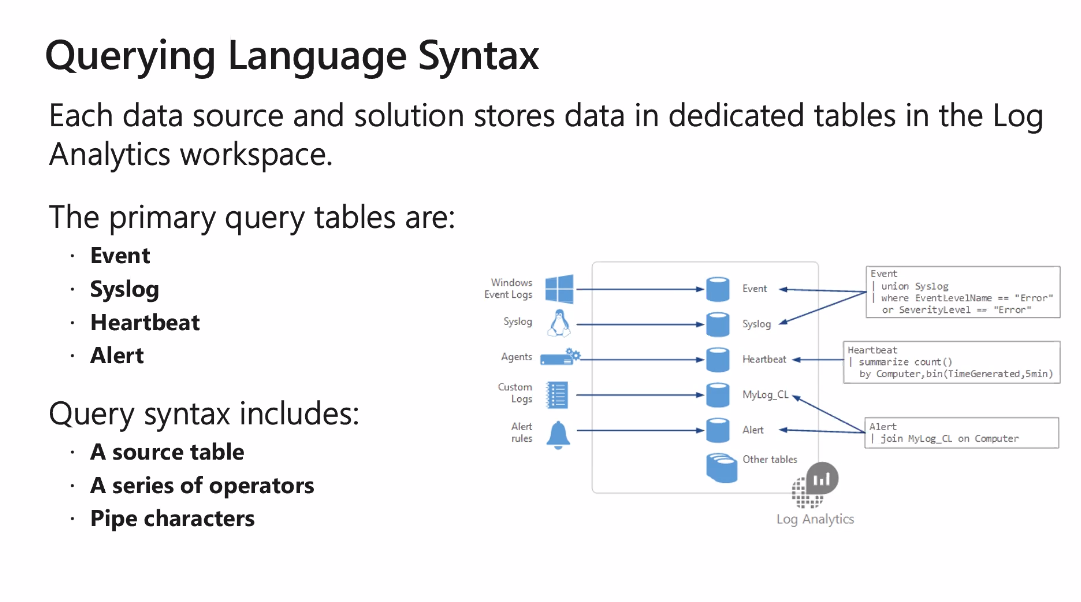 Querying Language Syntax
Each data source and solution stores data in dedicated tables in the Log
Analytics workspace.
The primary query tables are:
· Event
· Syslog
· Heartbeat
· Alert
Query syntax includes:
· A source table
· A series of operators
· Pipe characters
Windows
Event Logs
Syslog
Agents
Custom
Logs
Alert
rules
Event
Syslog
Heartbeat
MyLog_CL
Alert
Other tables
Log Analytics
Event
| union Syslog
| where EventLevelName == "Error"
or SeverityLevel == "Error"
Heartbeat
| summarize count()
by Computer,bin(TimeGenerated,5min)
Alert
| join MyLog_CL on Computer